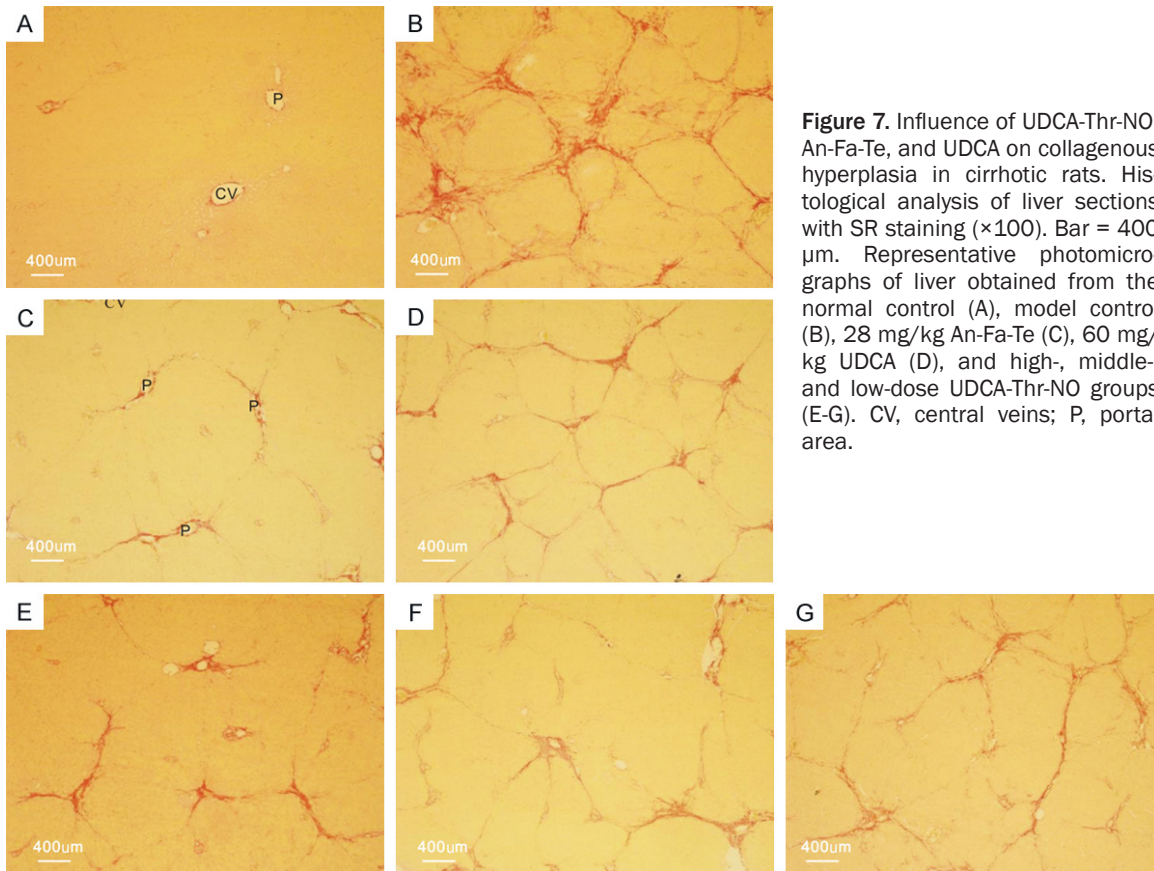 A
P
CV
400um
B
400um
Figure 7. Influence of UDCA-Thr-NO
An-Fa-Te, and UDCA on collagenous
hyperplasia in cirrhotic rats. His-
tological analysis of liver sections
with SR staining (×100). Bar = 400
µm. Representative photomicro-
graphs of liver obtained from the
normal control (A), model contro
(B), 28 mg/kg An-Fa-Te (C), 60 mg/
kg UDCA (D), and high-, middle-
and low-dose UDCA-Thr-NO groups
(E-G). CV, central veins; P, porta
area.
C
CV
P
P
P
400um
D
400um
E
400um
F
400um
G
400um